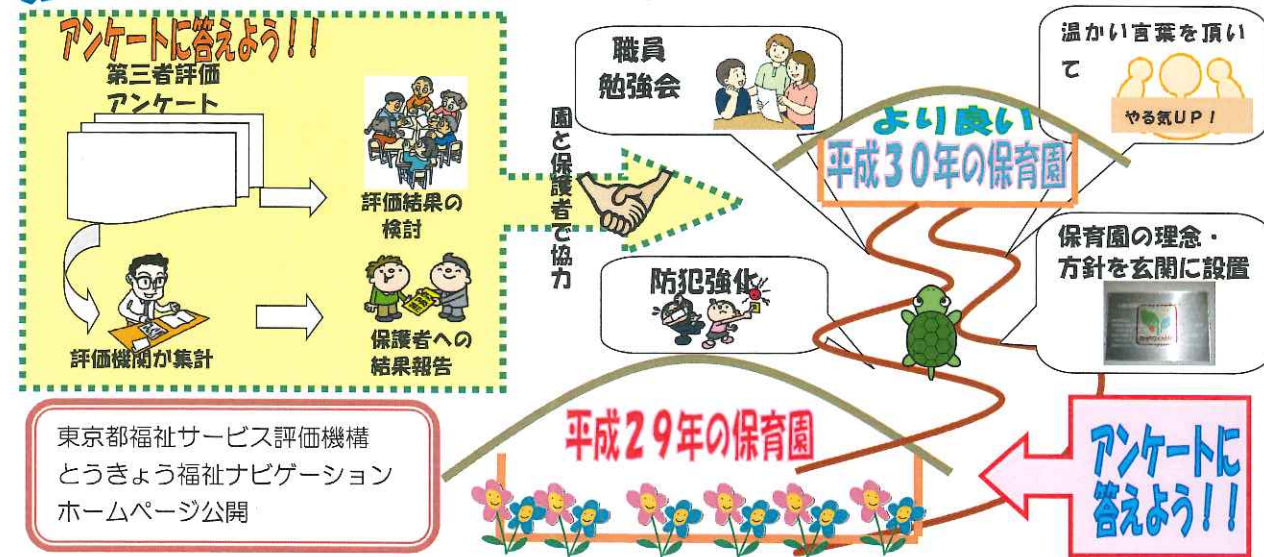 アンケートに答えよう!!
第三者評価
アンケート
評価結果の
検討
評価機関が集計
保護者への
結果報告
園と保護者で協力
職員
勉強会
温かい言葉を頂い
て
やる気UP!
より良い
平成30年の保育園
防犯強化
保育園の理念・
方針を玄関に設置
平成29年の保育園
アンケートに
答えよう!!
東京都福祉サービス評価機構
とうきょう福祉ナビゲーション
ホームページ公開